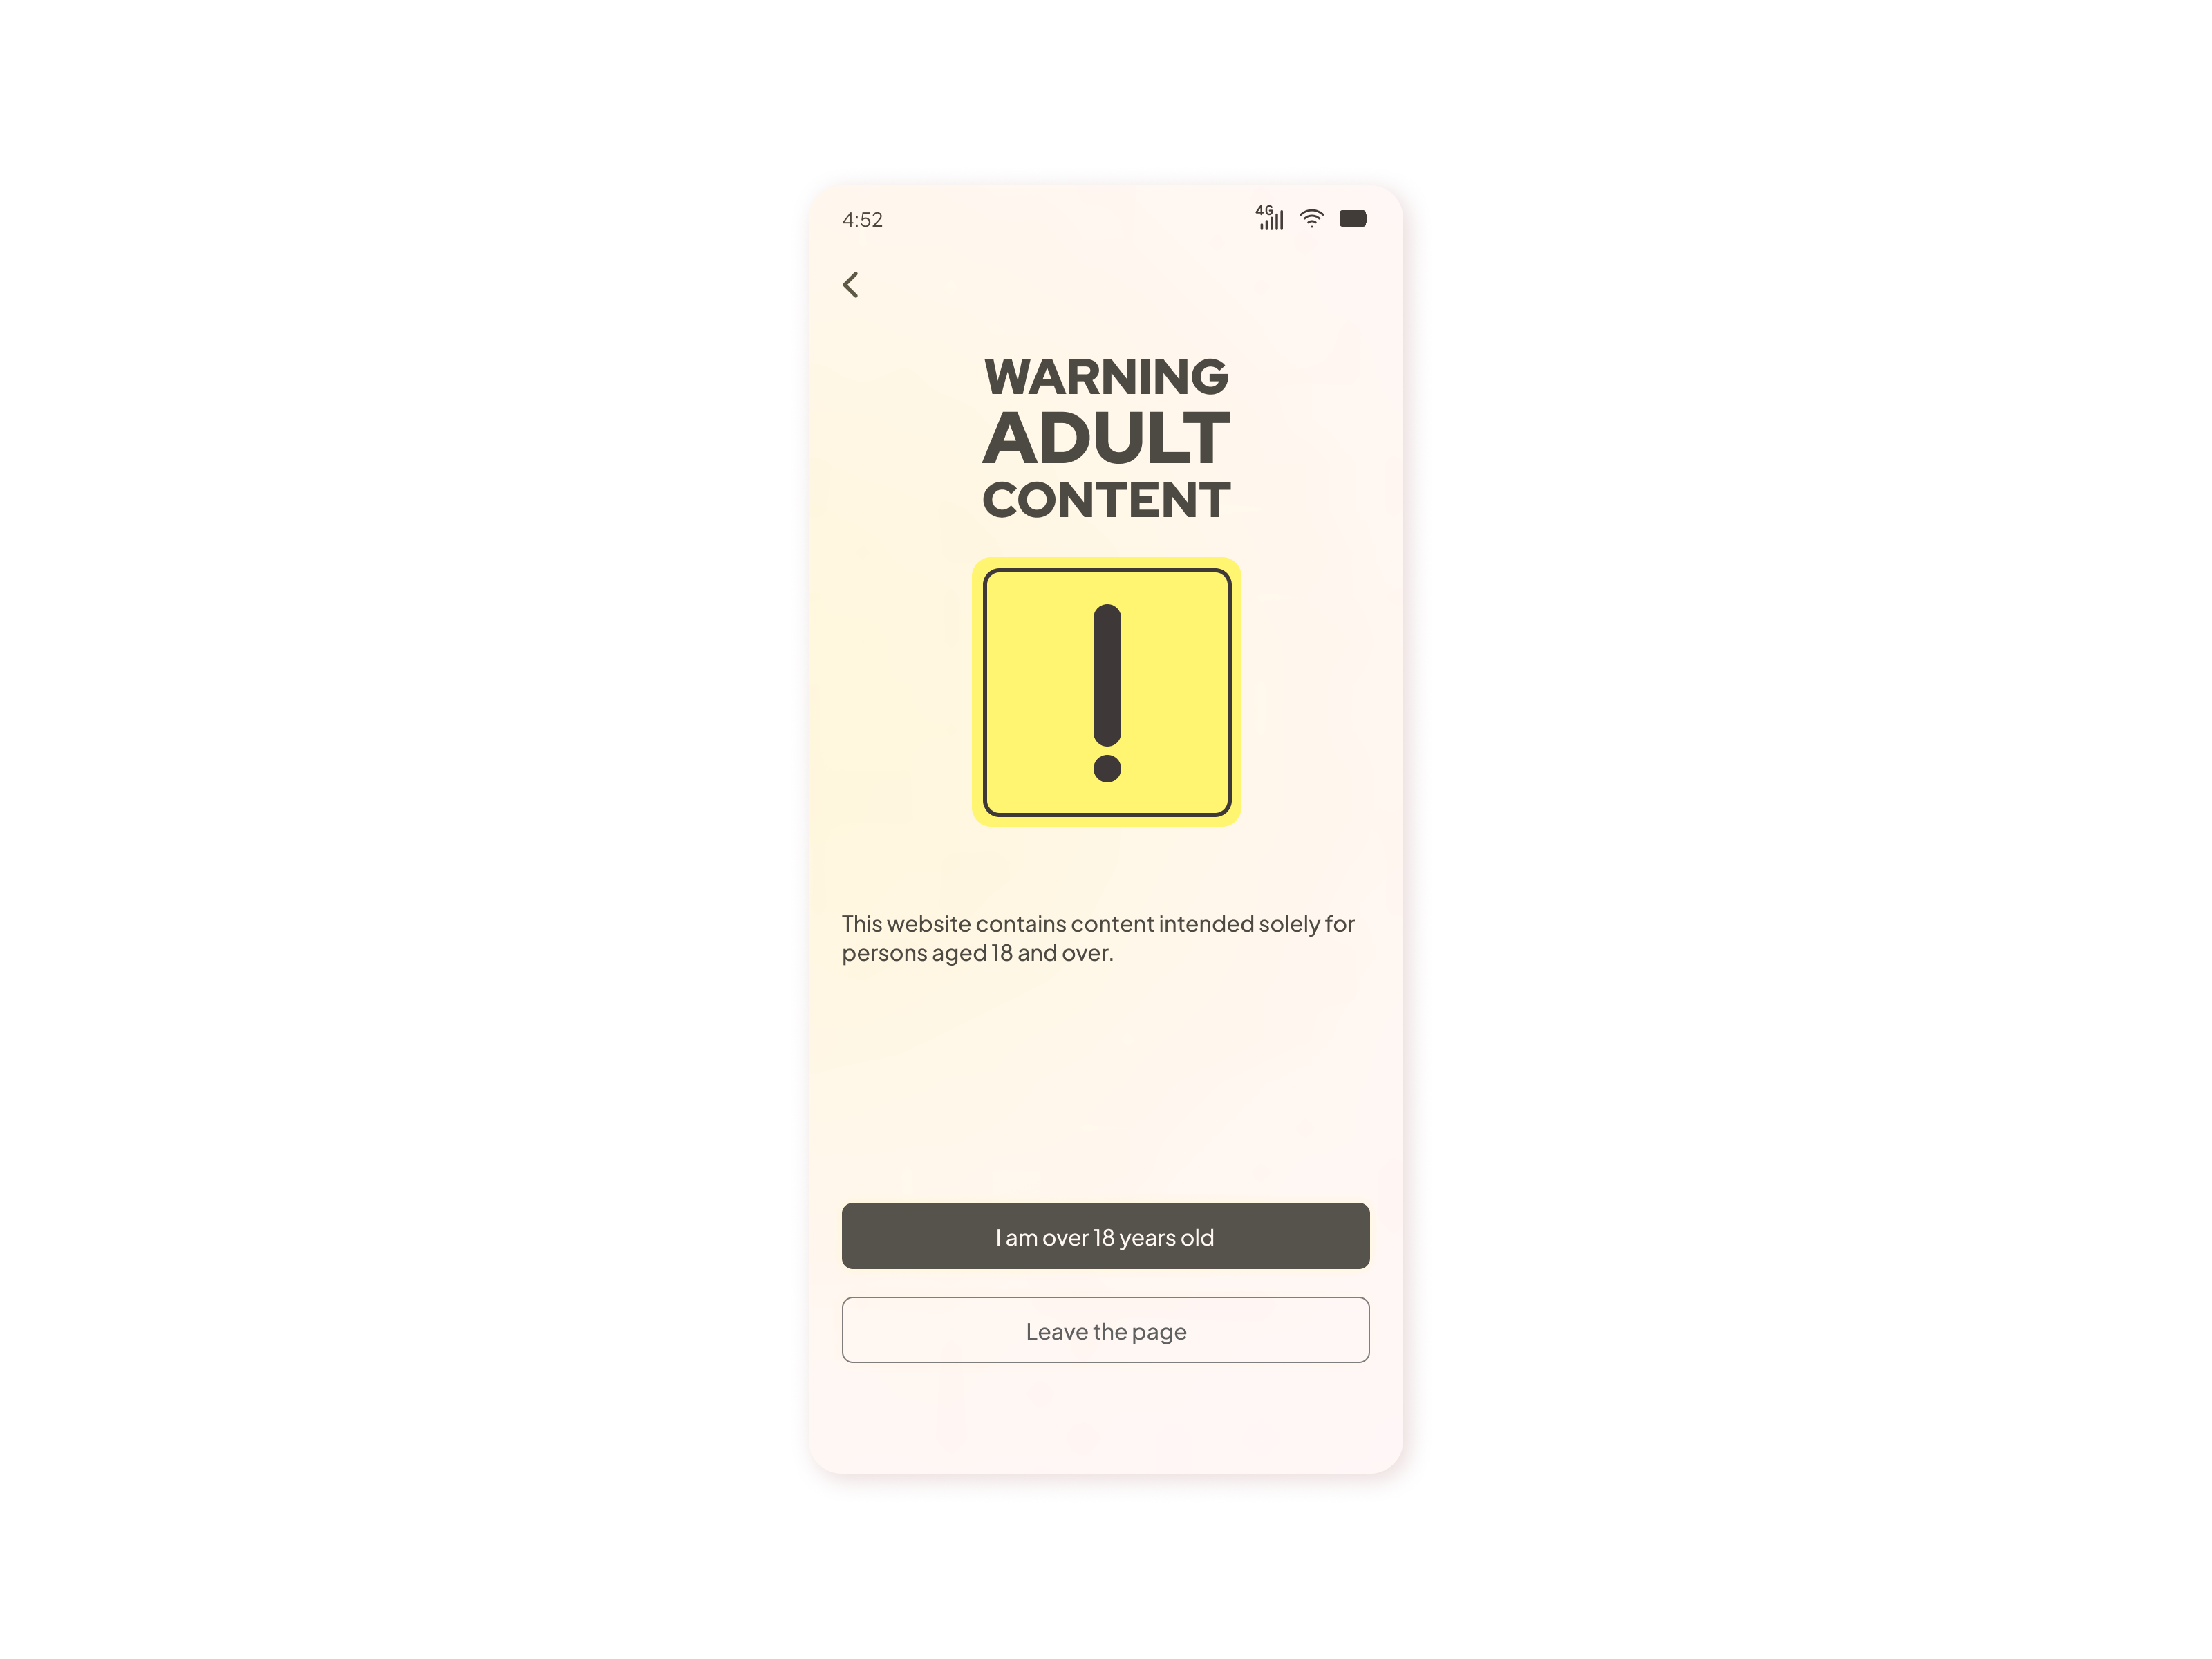 4:52
4G
WARNING
ADULT
CONTENT
!
This website contains content intended solely for
persons aged 18 and over.
I am over 18 years old
Leave the page